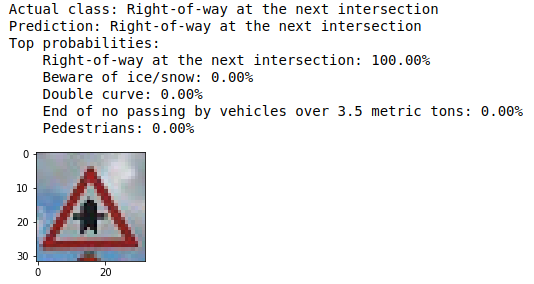 Actual class: Right-of-way at the next intersection
Prediction: Right-of-way at the next intersection
Top probabilities:
Right-of-way at the next intersection: 100.00%
Beware of ice/snow: 0.00%
Double curve: 0.00%
End of no passing by vehicles over 3.5 metric tons: 0.00%
Pedestrians: 0.00%
0
10
20
30
0 20